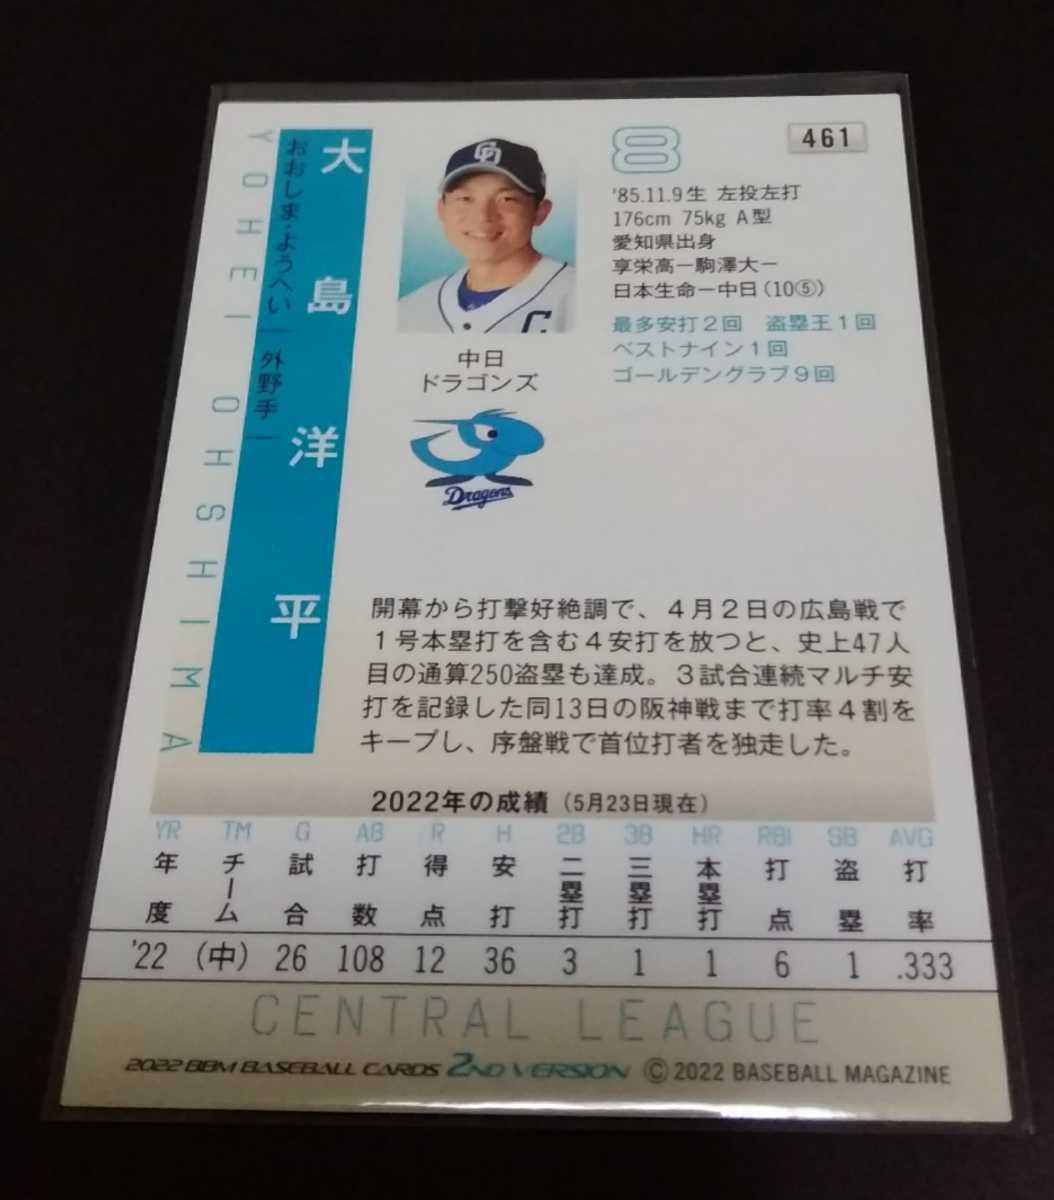 461
8
YOHEI OHSHIMA
おおしま・ようへい 外野手
大島洋平
C
'85.11.9生 左投左打
176cm 75kg A型
愛知県出身
享栄高ー駒澤大ー
日本生命ー中日(10⑤)
最多安打2回 盗塁王1回
ベストナイン1回
ゴールデングラブ9回
CD
中日
ドラゴンズ
Dragons
開幕から打撃好絶調で、4月2日の広島戦で
1号本塁打を含む4安打を放つと、史上47人
目の通算250盗塁も達成。3試合連続マルチ安
打を記録した同13日の阪神戦まで打率4割を
キープし、序盤戦で首位打者を独走した。
2022年の成績(5月23日現在)
YR TM G AB R H 2B 3B HR RBI SB AVG
年度 チーム 試合 打数 得点 安打 二塁打 三塁打 本塁打 打点 盗塁 打率
'22 (中) 26 108 12 36 3 1 1 6 1 .333
CENTRAL LEAGUE
2022 BBM BASEBALL CARDS 2ND VERSION © 2022 BASEBALL MAGAZINE